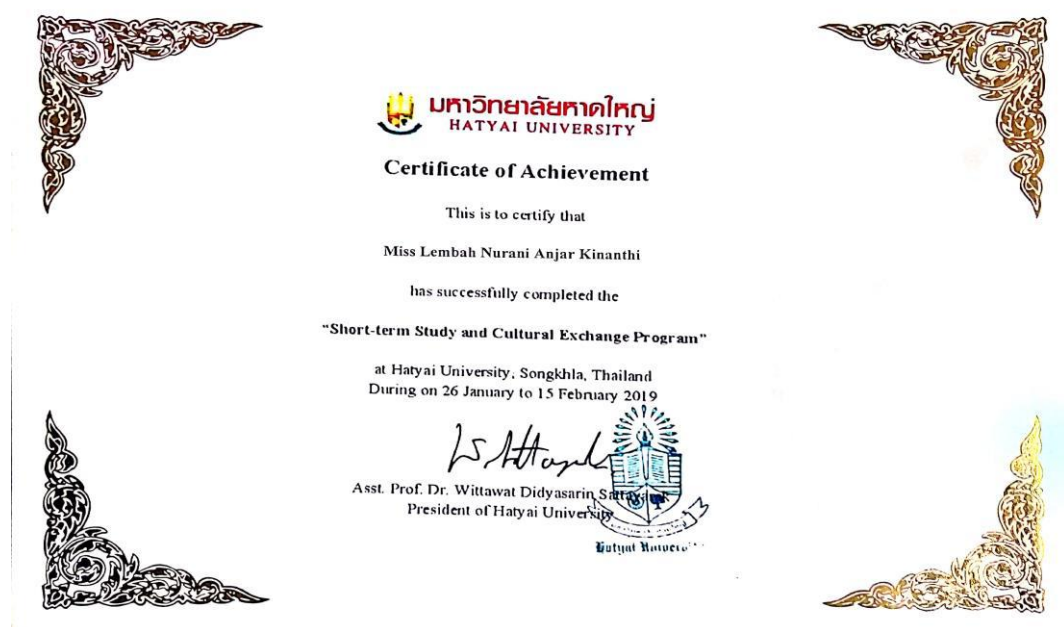 มหาวิทยาลัยหาดใหญ่
HATYAI UNIVERSITY
Certificate of Achievement
This is to certify that
Miss Lembah Nurani Anjar Kinanthi
has successfully completed the
"Short-term Study and Cultural Exchange Program"
at Hatyai University, Songkhla, Thailand
During on 26 January to 15 February 2019
Asst. Prof. Dr. Wittawat Didyasarin
President of Hatyai University
Hatyai